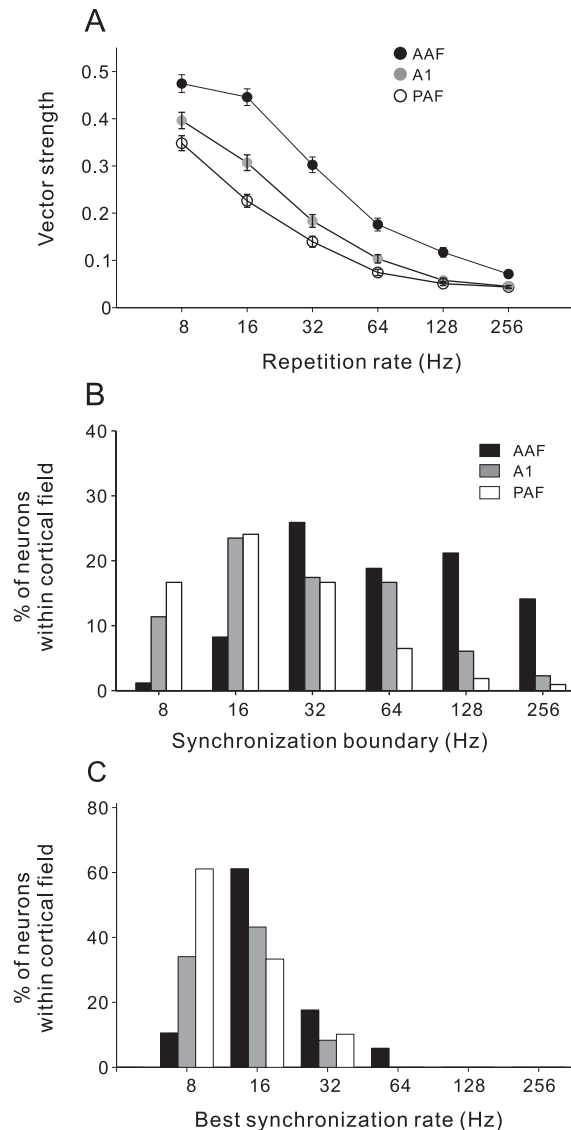 A
AAF
A1
PAF
Vector strength
0.5
0.4
0.3
0.2
0.1
0
8 16 32 64 128 256
Repetition rate (Hz)
B
AAF
A1
PAF
% of neurons
within cortical field
40
30
20
10
0
8 16 32 64 128 256
Synchronization boundary (Hz)
C
% of neurons
within cortical field
80
60
40
20
0
8 16 32 64 128 256
Best synchronization rate (Hz)